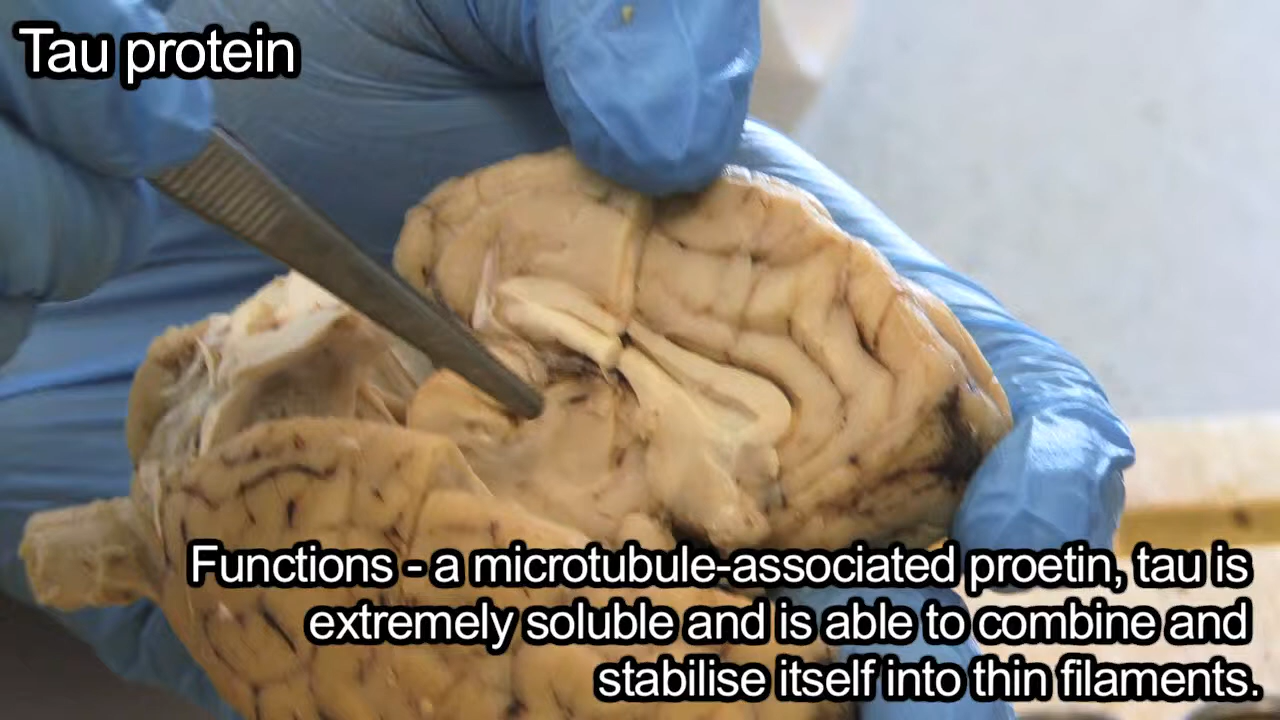 Tau protein
Functions - a microtubule-associated proetin, tau is
extremely soluble and is able to combine and
stabilise itself into thin filaments.